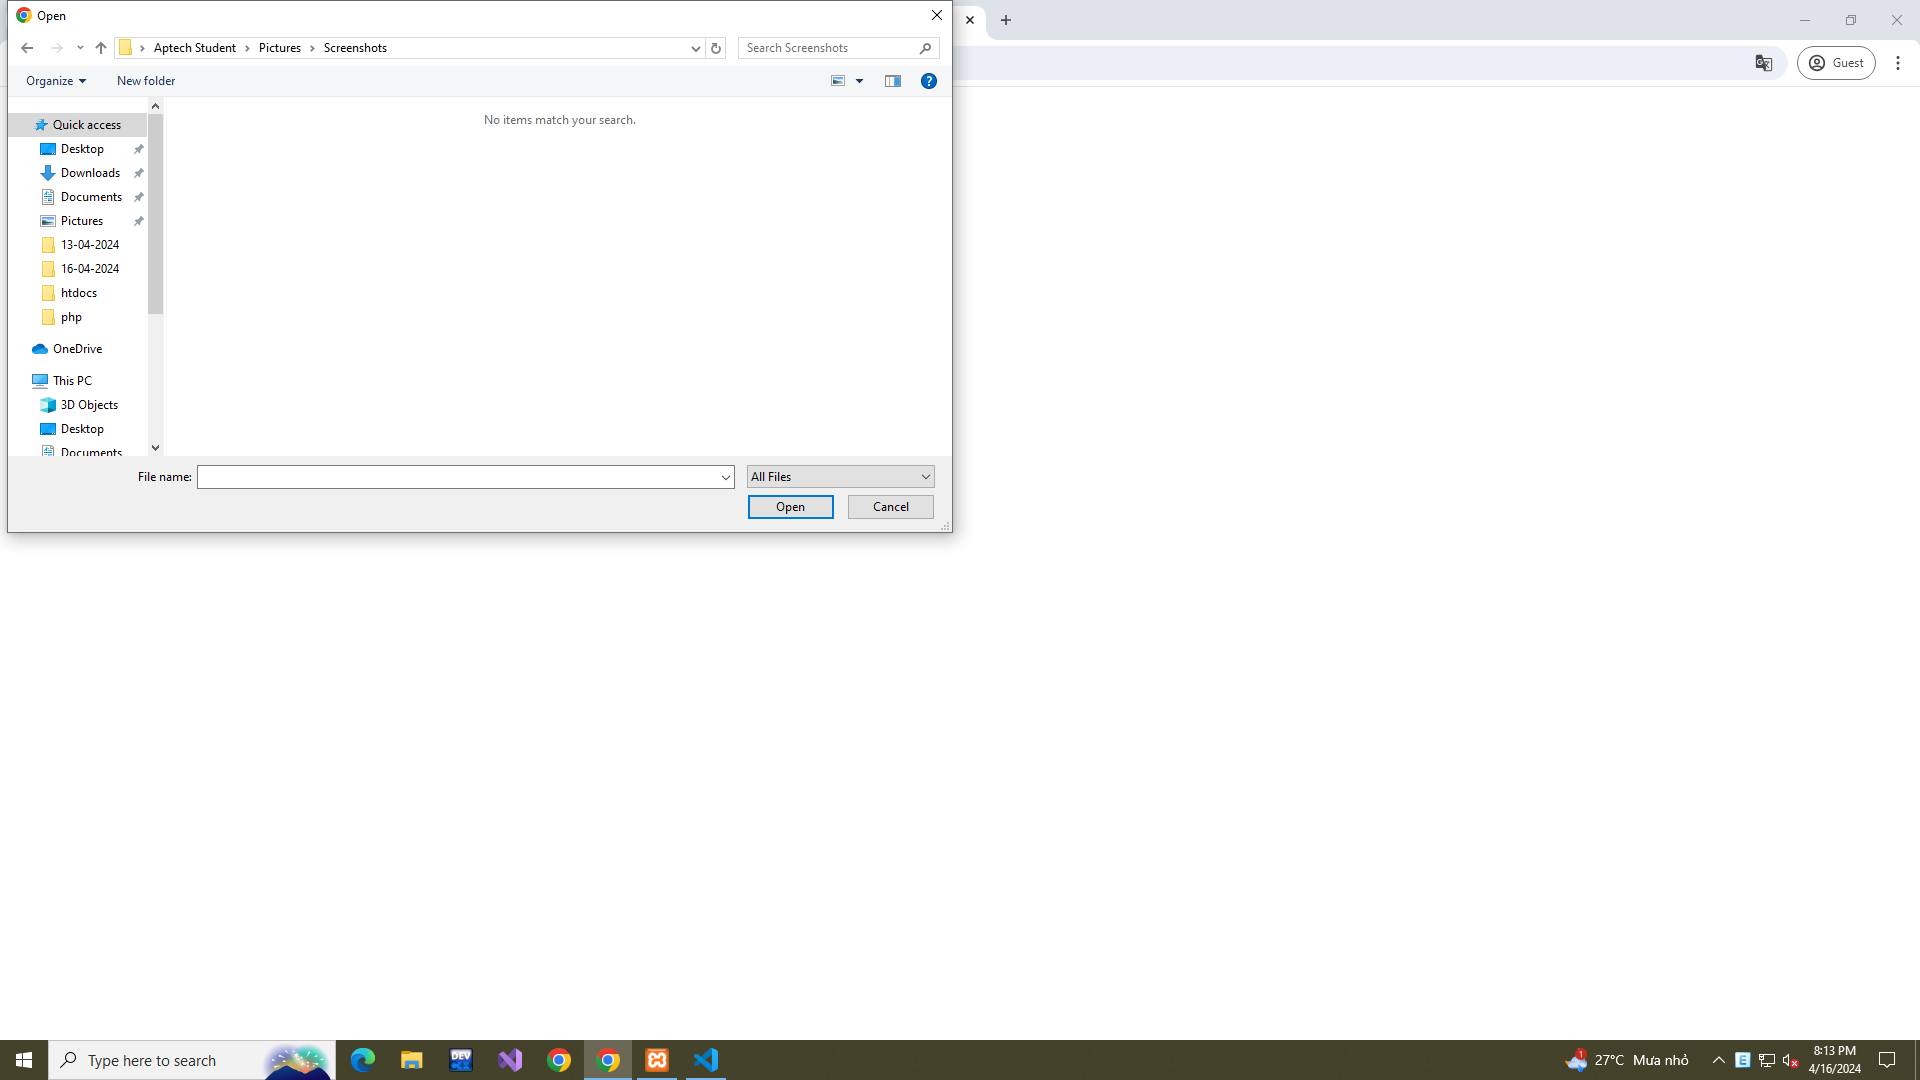 Open
Aptech Student
Pictures
Screenshots
Search Screenshots
Guest
Organize
New folder
No items match your search.
Quick access
Desktop
Downloads
Documents
Pictures
13-04-2024
16-04-2024
htdocs
php
OneDrive
This PC
3D Objects
Desktop
Documents
File name:
All Files
Open
Cancel
Type here to search
DEV
1
27°C Mưa nhỏ
E
8:13 PM
4/16/2024